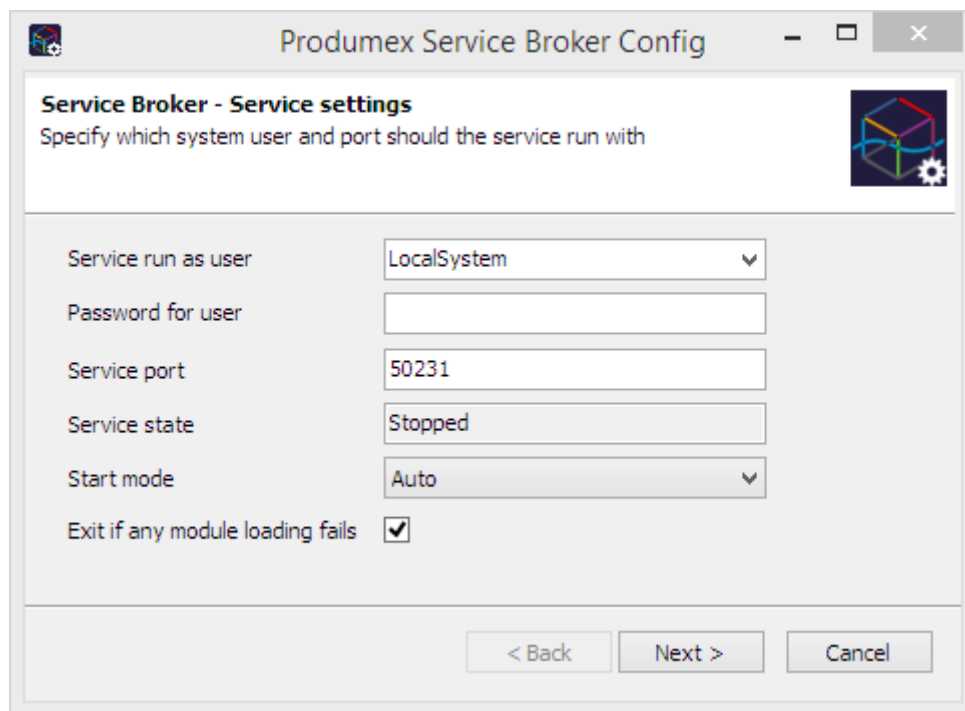 Produmex Service Broker Config
Service Broker - Service settings
Specify which system user and port should the service run with
Service run as user LocalSystem
Password for user
Service port 50231
Service state Stopped
Start mode Auto
Exit if any module loading fails
< Back Next > Cancel